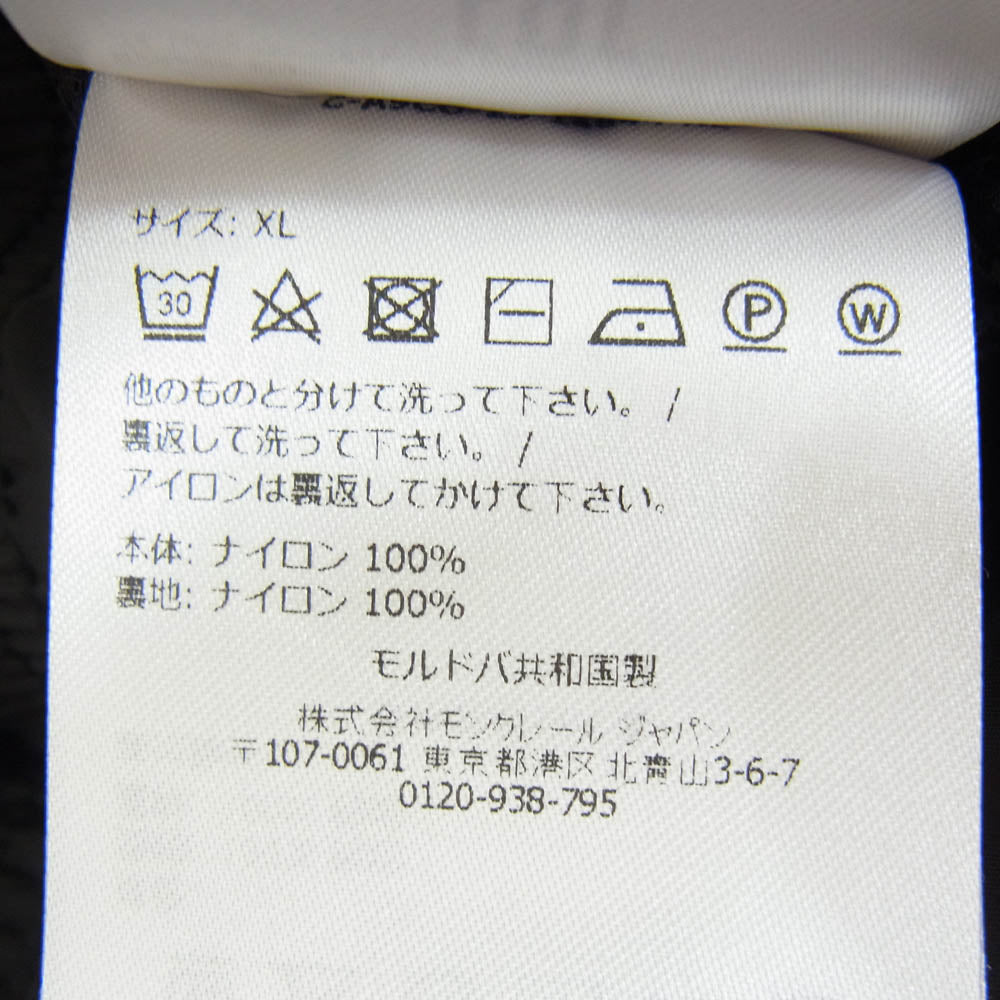 サイズ: XL
30
P
W
他のものと分けて洗って下さい。 /
裏返して洗って下さい。 /
アイロンは裏返してかけて下さい。
本体: ナイロン 100%
裏地: ナイロン 100%
モルドバ共和国製
株式会社モンクレール ジャパン
〒107-0061 東京都港区北青山3-6-7
0120-938-795